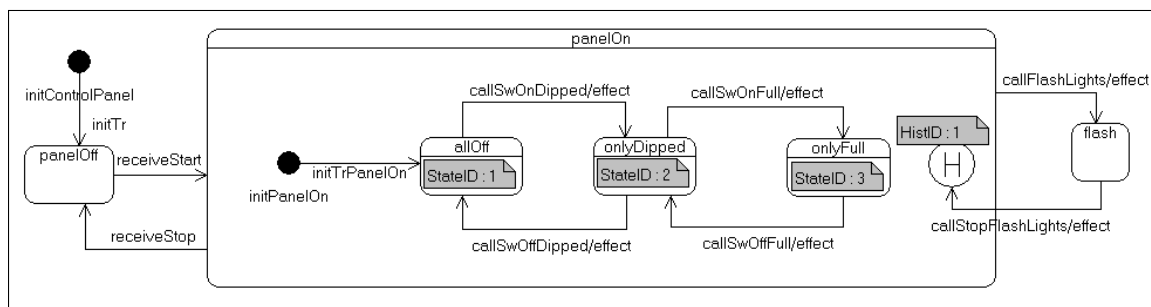 panelOn
initControlPanel
initTr
panelOff
receiveStart
receiveStop
initPanelOn
initTrPanelOn
callSwOnDipped/effect
allOff
StateID : 1
callSwOffDipped/effect
onlyDipped
StateID : 2
callSwOnFull/effect
onlyFull
StateID : 3
callSwOffFull/effect
HistID : 1
H
callFlashLights/effect
flash
callStopFlashLights/effect